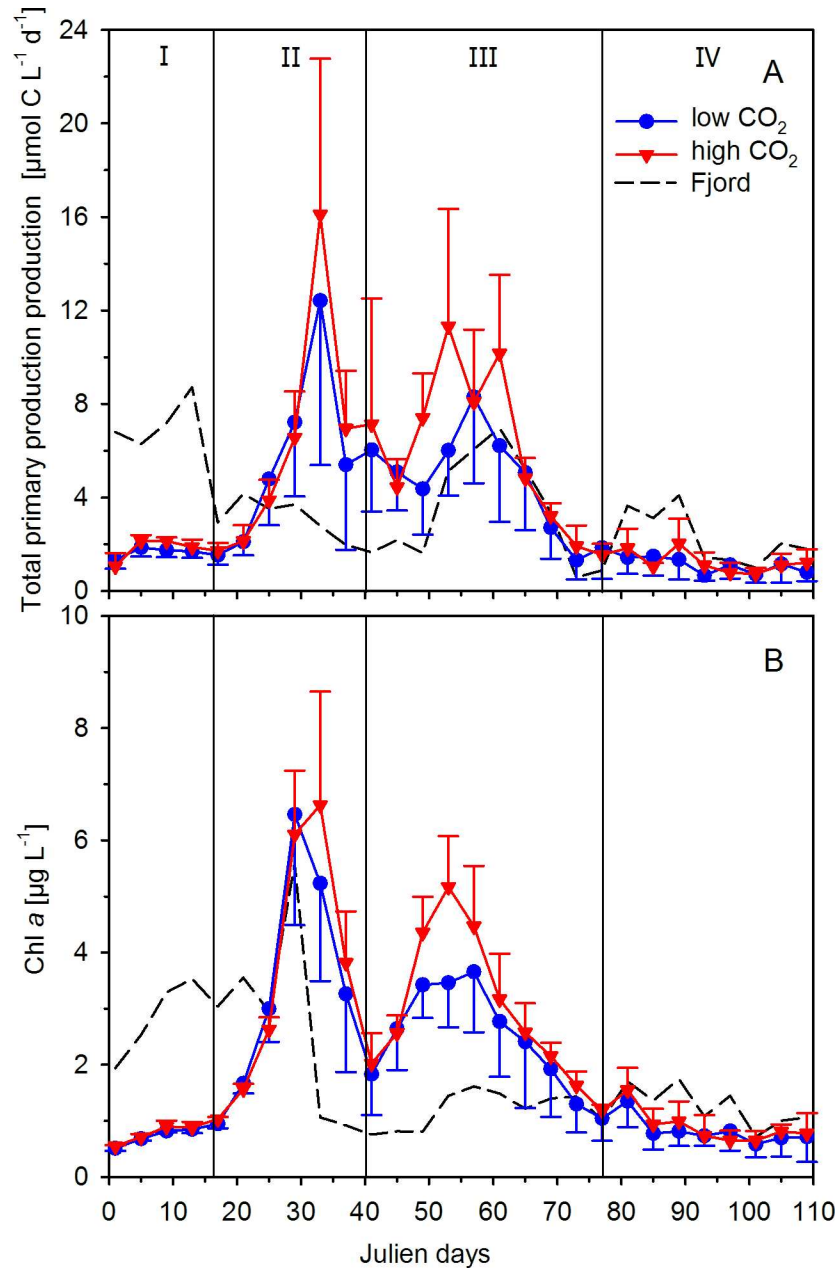 Total primary production production [µmol C L⁻¹ d⁻¹]
24
20
16
12
8
4
0
I II III IV
A
low CO₂
high CO₂
Fjord
Chl a [µg L⁻¹]
10
8
6
4
2
0
B
0 10 20 30 40 50 60 70 80 90 100 110
Julien days